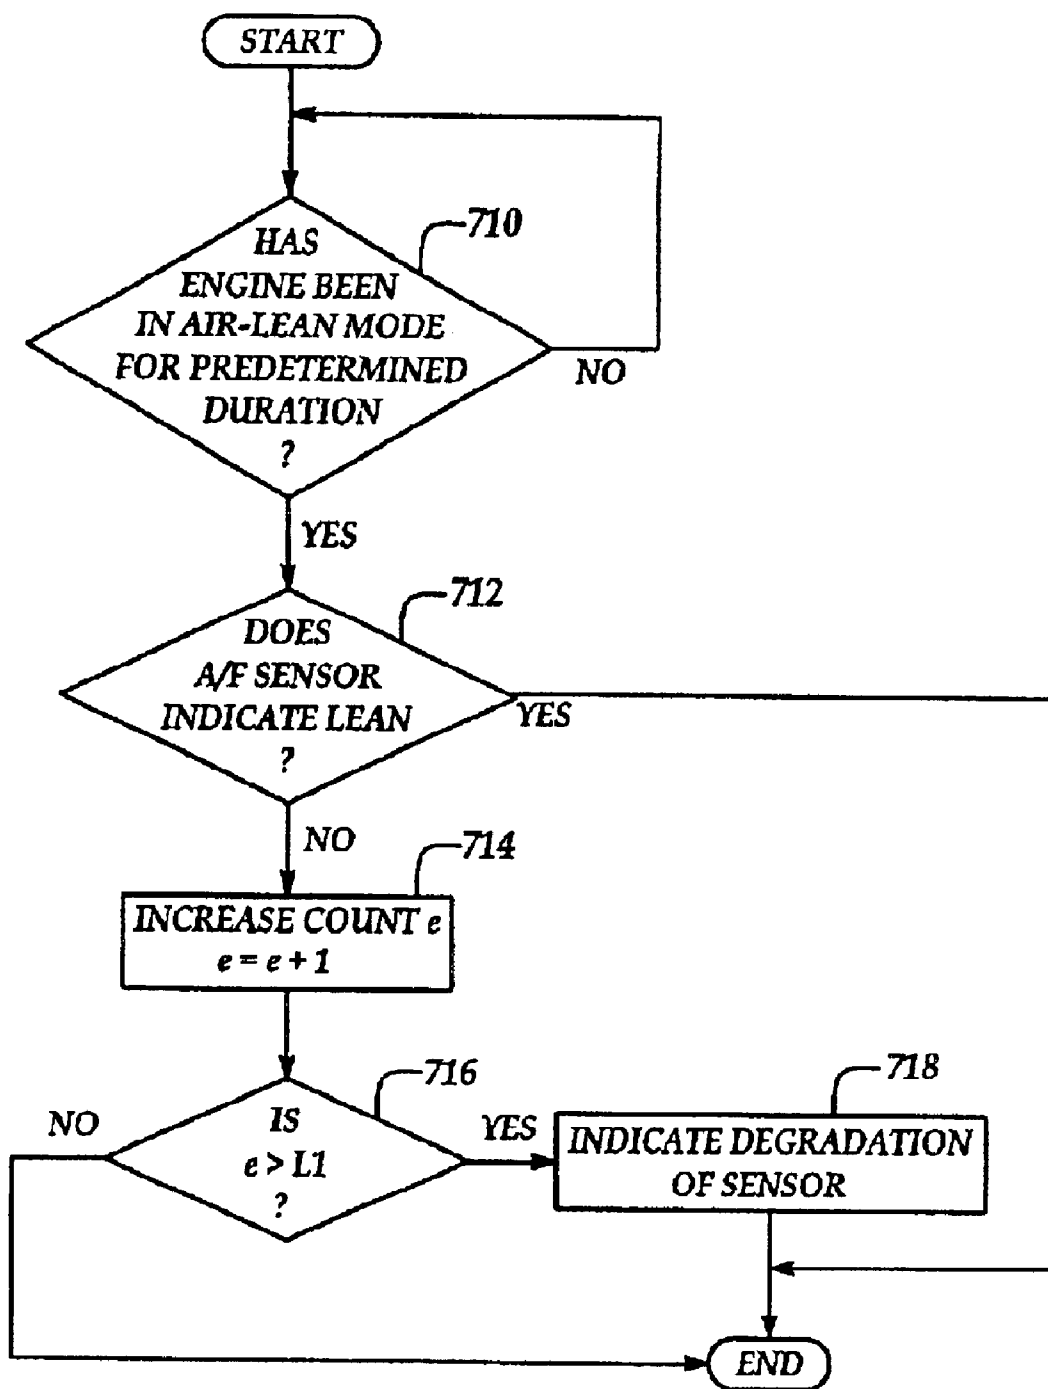 START
710
HAS
ENGINE BEEN
IN AIR-LEAN MODE
FOR PREDETERMINED
DURATION
?
NO
YES
712
DOES
A/F SENSOR
INDICATE LEAN
?
YES
NO
714
INCREASE COUNT e
e = e + 1
716
NO
IS
e > L1
?
YES
718
INDICATE DEGRADATION
OF SENSOR
END